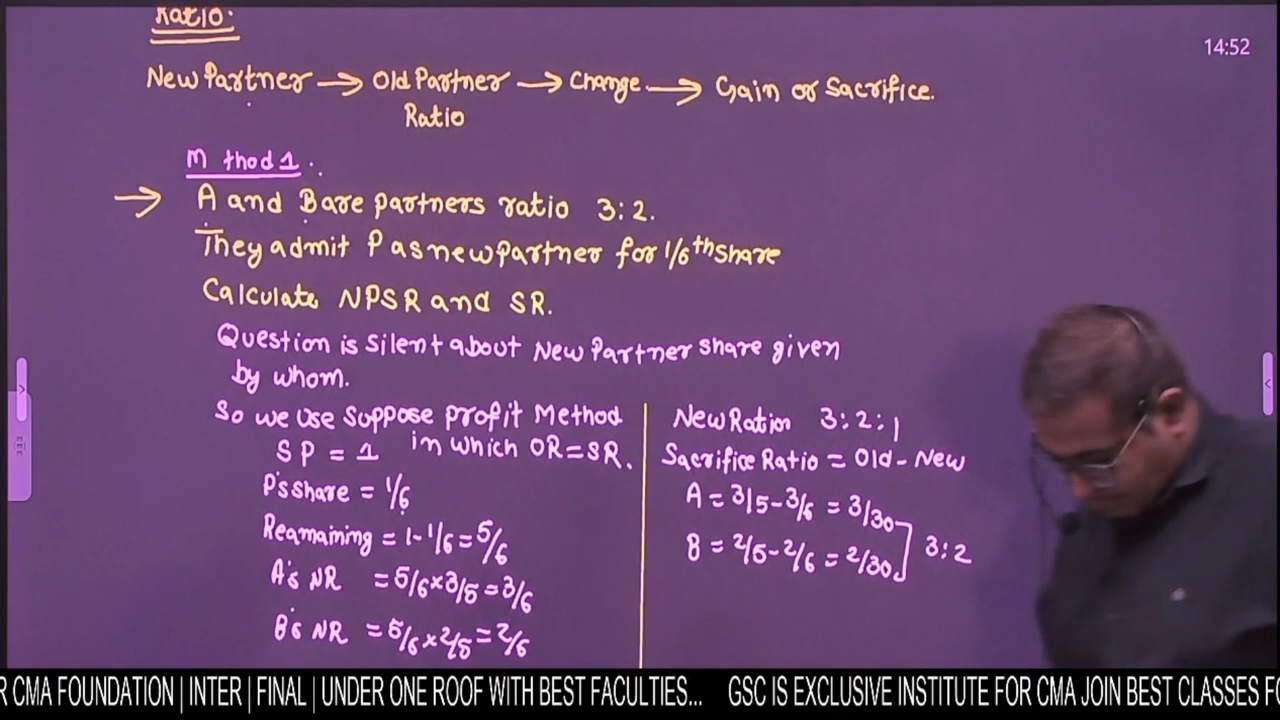 Ratio.
14:52
New Partner → Old Partner → Change → Gain or Sacrifice.
Ratio
M thod 1.
→ A and B are partners ratio 3:2.
They admit P as new partner for 1/6th share
Calculate NPSR and SR.
Question is silent about New Partner share given
by whom.
So we use suppose profit Method
SP = 1 in which OR = SR.
P's share = 1/6
Reamaining = 1 - 1/6 = 5/6
A's NR = 5/6 x 3/5 = 3/6
B's NR = 5/6 x 2/5 = 2/6
New Ration 3:2:1
Sacrifice Ratio = Old - New
A = 3/5 - 3/6 = 3/30
B = 2/5 - 2/6 = 2/30
3:2
R CMA FOUNDATION | INTER | FINAL | UNDER ONE ROOF WITH BEST FACULTIES... GSC IS EXCLUSIVE INSTITUTE FOR CMA JOIN BEST CLASSES FO